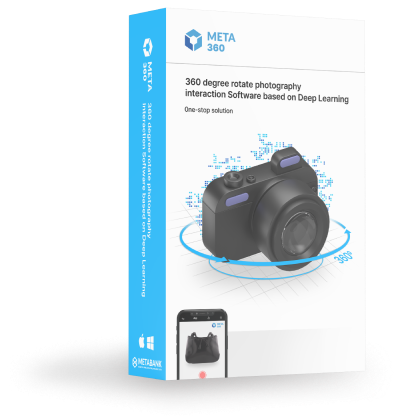 META
360
360 degree rotate photography
interaction Software based on Deep Learning
One-stop solution
360°
META
360
360 degree rotate photography
interaction Software based on Deep Learning
METABANK